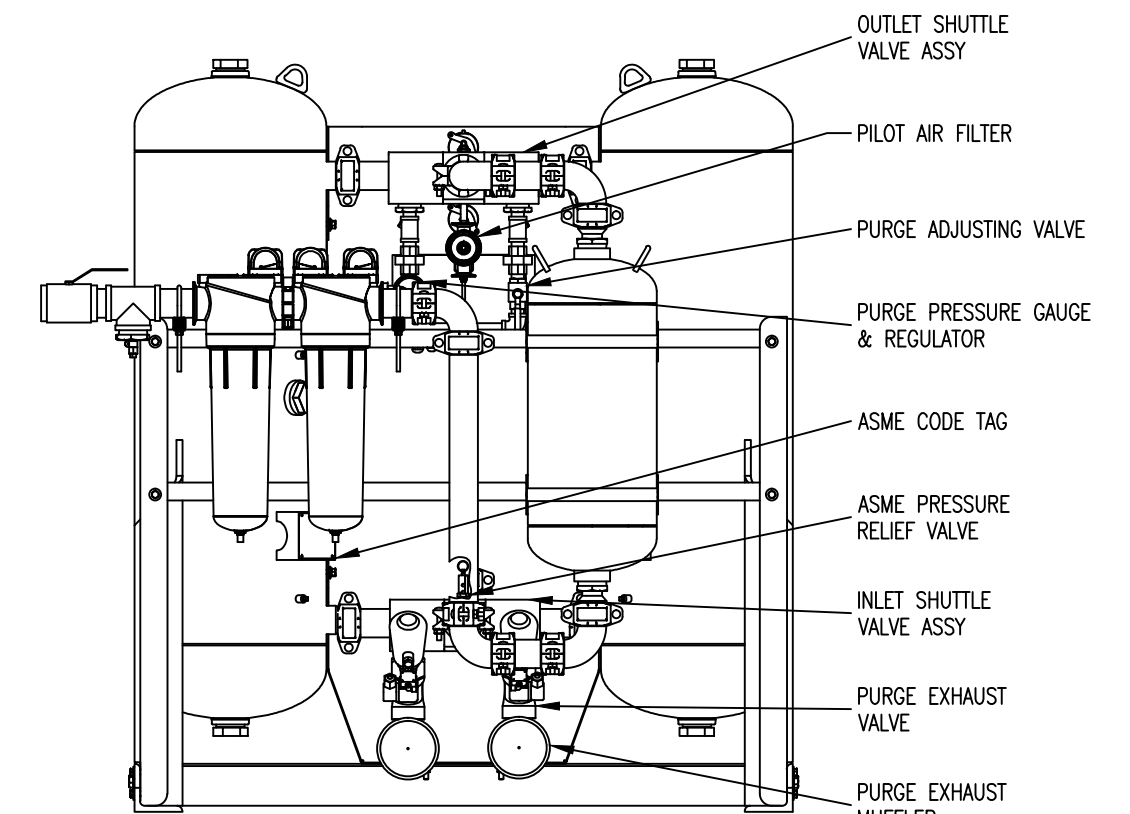 OUTLET SHUTTLE
VALVE ASSY
PILOT AIR FILTER
PURGE ADJUSTING VALVE
PURGE PRESSURE GAUGE
& REGULATOR
ASME CODE TAG
ASME PRESSURE
RELIEF VALVE
INLET SHUTTLE
VALVE ASSY
PURGE EXHAUST
VALVE
PURGE EXHAUST
MUFFLER